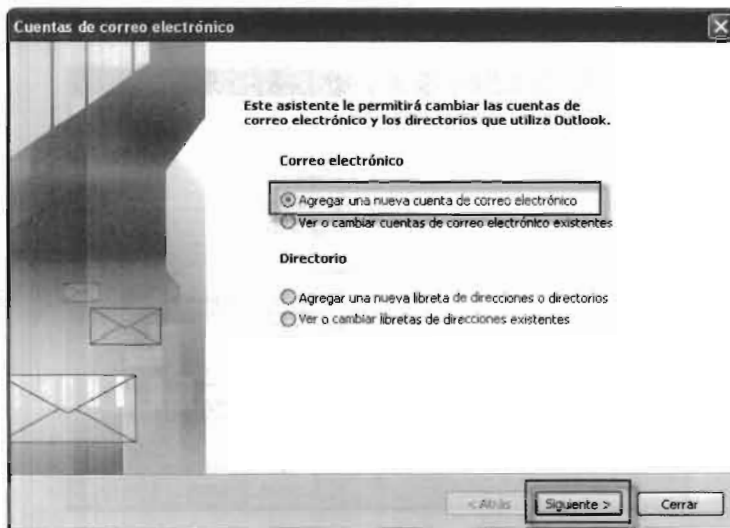 Cuentas de correo electrónico
Este asistente le permitirá cambiar las cuentas de
correo electrónico y los directorios que utiliza Outlook.
Correo electrónico
Agregar una nueva cuenta de correo electrónico
Ver o cambiar cuentas de correo electrónico existentes
Directorio
Agregar una nueva libreta de direcciones o directorios
Ver o cambiar libretas de direcciones existentes
< Atrás
Siguiente >
Cerrar